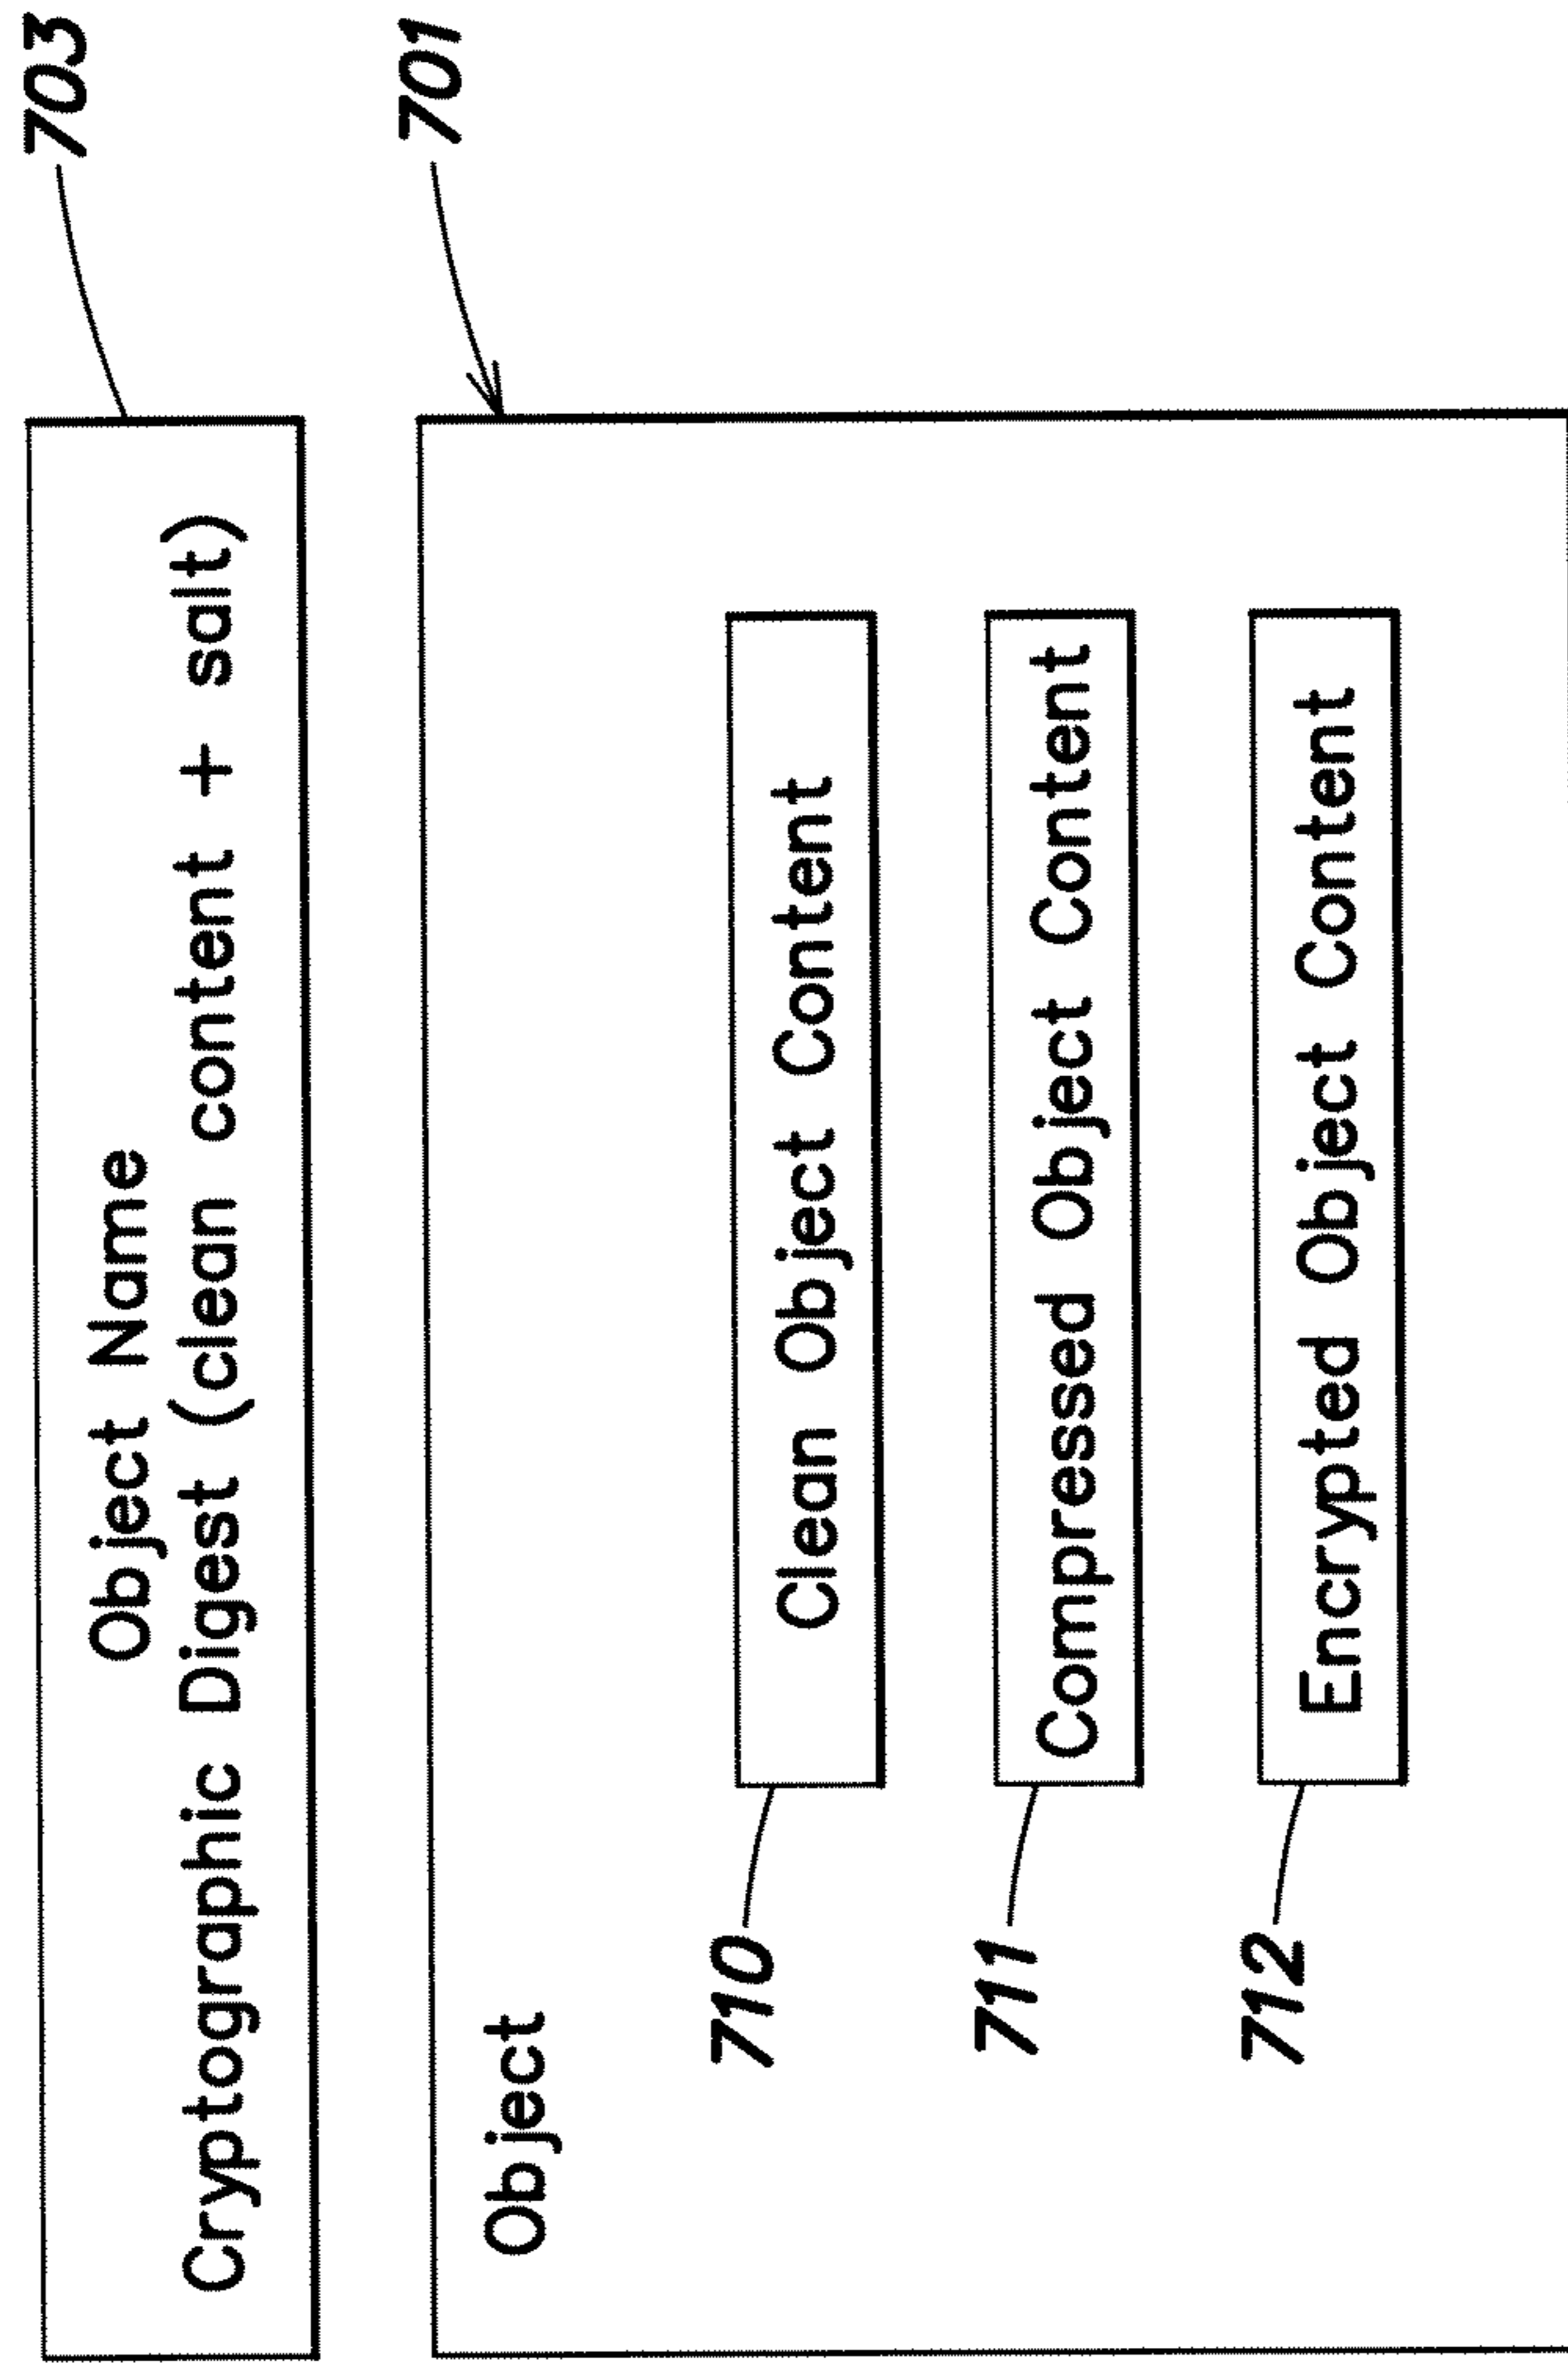 703
Object Name
Cryptographic Digest (clean content + salt)
701
Object
710
Clean Object Content
711
Compressed Object Content
712
Encrypted Object Content